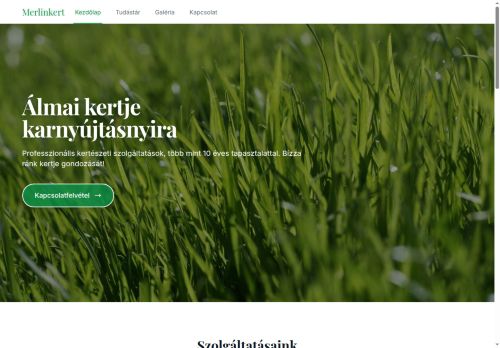 Merlinkert Kezdőlap Tudástár Galéria Kapcsolat
Álmai kertje
karnyújtásnyira
Professzionális kertészeti szolgáltatások, több mint 10 éves tapasztalattal. Bízza
ránk kertje gondozását!
Kapcsolatfelvétel →
Szolgáltatásaink